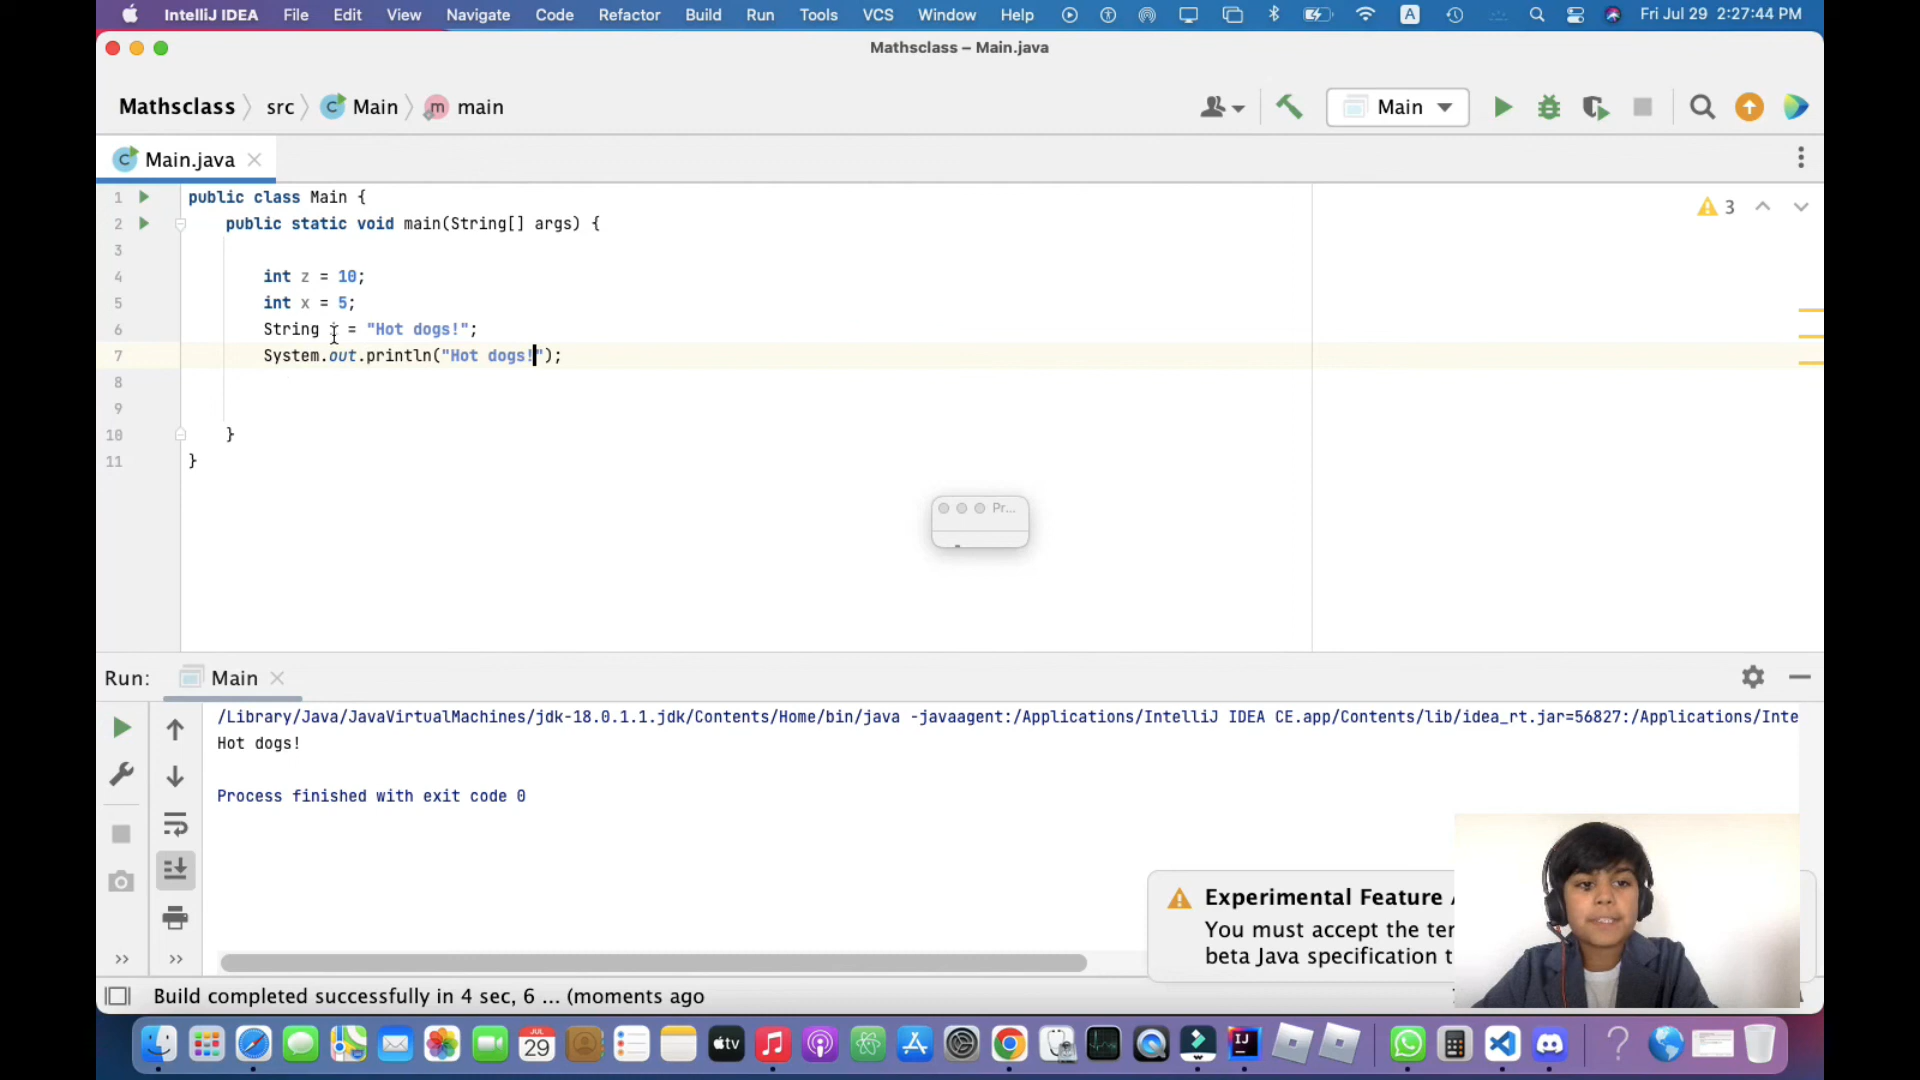 IntelliJ IDEA File Edit View Navigate Code Refactor Build Run Tools VCS Window Help A Fri Jul 29 2:27:44 PM
Mathsclass – Main.java
Mathsclass src C Main m main
Main
C Main.java
1 public class Main {
2 public static void main(String[] args) {
3
4 int z = 10;
5 int x = 5;
6 String = "Hot dogs!";
7 System.out.println("Hot dogs!");
8
9
10 }
11 }
3
Pr...
Run: Main
/Library/Java/JavaVirtualMachines/jdk-18.0.1.1.jdk/Contents/Home/bin/java -javaagent:/Applications/IntelliJ IDEA CE.app/Contents/lib/idea_rt.jar=56827:/Applications/Inte
Hot dogs!
Process finished with exit code 0
Experimental Feature
You must accept the
beta Java specification
Build completed successfully in 4 sec, 6 ... (moments ago
JUL
29
tv
IJ